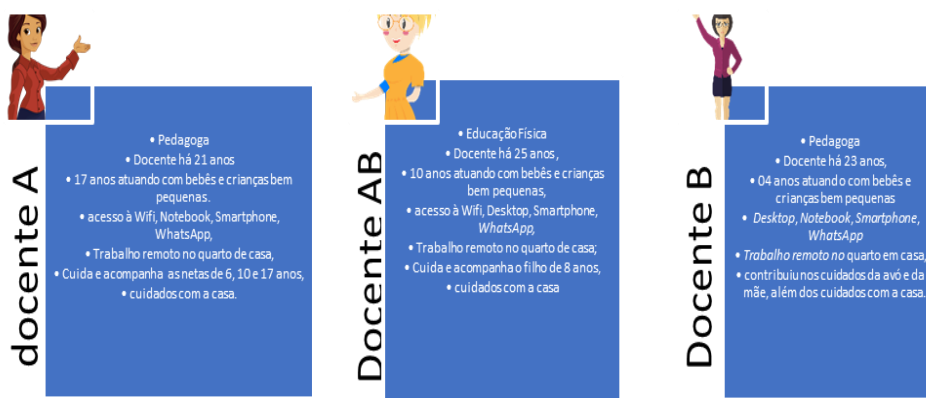 docente A
• Pedagoga
• Docente há 21 anos
• 17 anos atuando com bebês e crianças bem
pequenas.
• acesso à Wifi, Notebook, Smartphone,
WhatsApp,
• Trabalho remoto no quarto de casa,
• Cuida e acompanha as netas de 6, 10 e 17 anos,
• cuidados com a casa.
Docente AB
• Educação Física
• Docente há 25 anos ,
• 10 anos atuando com bebês e crianças
bem pequenas,
• acesso à Wifi, Desktop, Smartphone,
WhatsApp,
• Trabalho remoto no quarto de casa;
• Cuida e acompanha o filho de 8 anos,
• cuidados com a casa
Docente B
• Pedagoga
• Docente há 23 anos,
• 04 anos atuando com bebês e
crianças bem pequenas
• Desktop, Notebook, Smartphone,
WhatsApp
• Trabalho remoto no quarto em casa,
• contribuiu nos cuidados da avó e da
mãe, além dos cuidados com a casa.